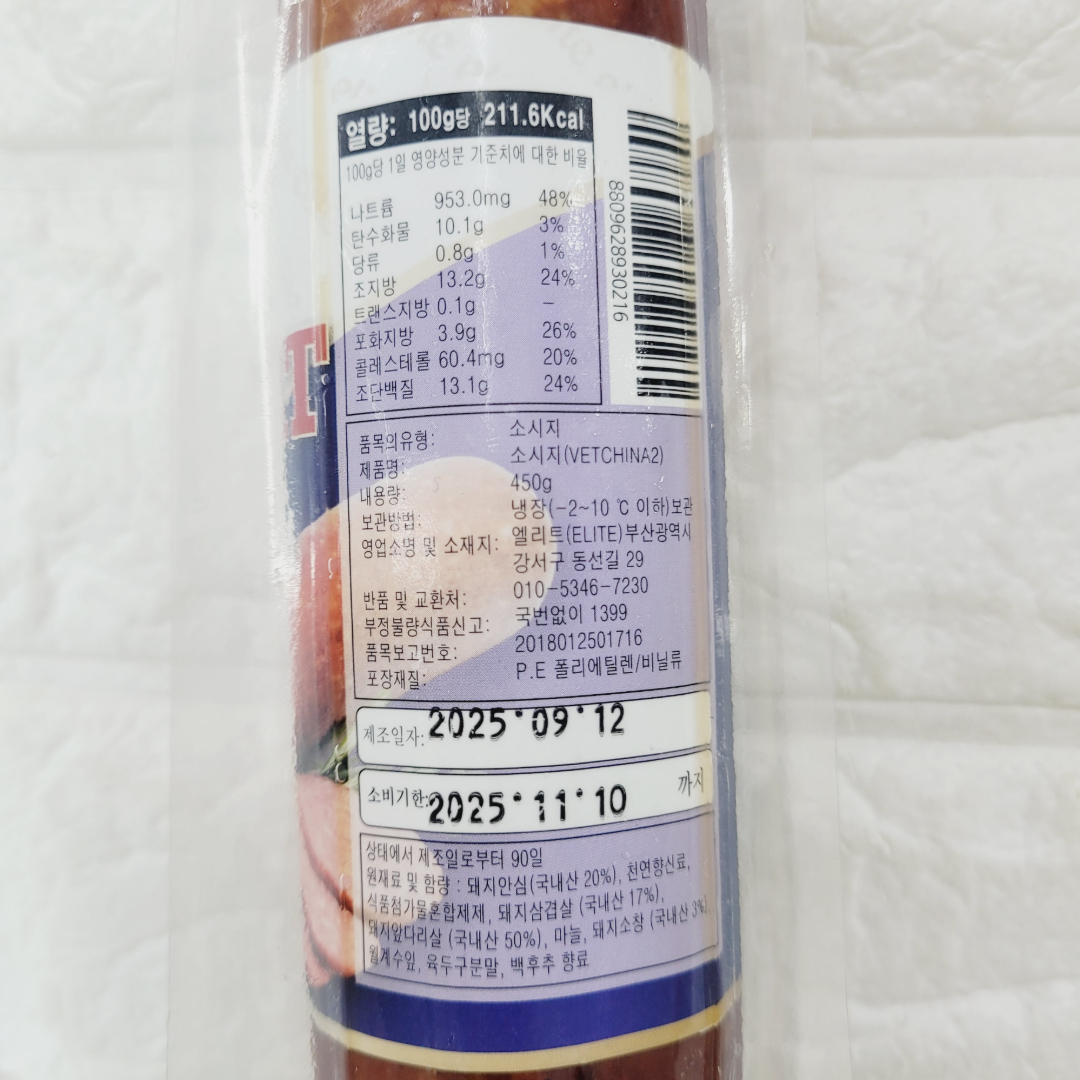 열량: 100g당 211.6Kcal
100g당 1일 영양성분 기준치에 대한 비율
나트륨 953.0mg 48%
탄수화물 10.1g 3%
당류 0.8g 1%
조지방 13.2g 24%
트랜스지방 0.1g –
포화지방 3.9g 26%
콜레스테롤 60.4mg 20%
조단백질 13.1g 24%
8809628930216
T
품목의유형: 소시지
제품명: 소시지(VETCHINA2)
내용량: 450g
보관방법: 냉장(-2~10 ℃ 이하)보관
영업소명 및 소재지: 엘리트(ELITE)부산광역시
강서구 동선길 29
반품 및 교환처: 010-5346-7230
부정불량식품신고: 국번없이 1399
품목보고번호: 2018012501716
포장재질: P.E 폴리에틸렌/비닐류
제조일자: 2025·09·12
소비기한: 2025·11·10 까지
상태에서 제조일로부터 90일
원재료 및 함량 : 돼지안심(국내산 20%), 천연향신료,
식품첨가물혼합제제, 돼지삼겹살 (국내산 17%),
돼지앞다리살 (국내산 50%), 마늘, 돼지소창 (국내산 3%),
월계수잎, 육두구분말, 백후추 향료